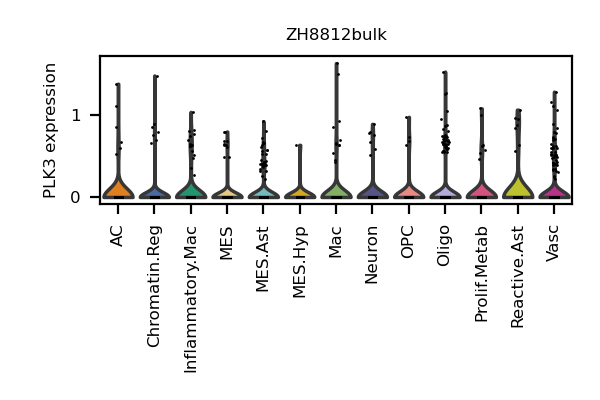 ZH8812bulk
PLK3 expression
1
0
AC
Chromatin.Reg
Inflammatory.Mac
MES
MES.Ast
MES.Hyp
Mac
Neuron
OPC
Oligo
Prolif.Metab
Reactive.Ast
Vasc